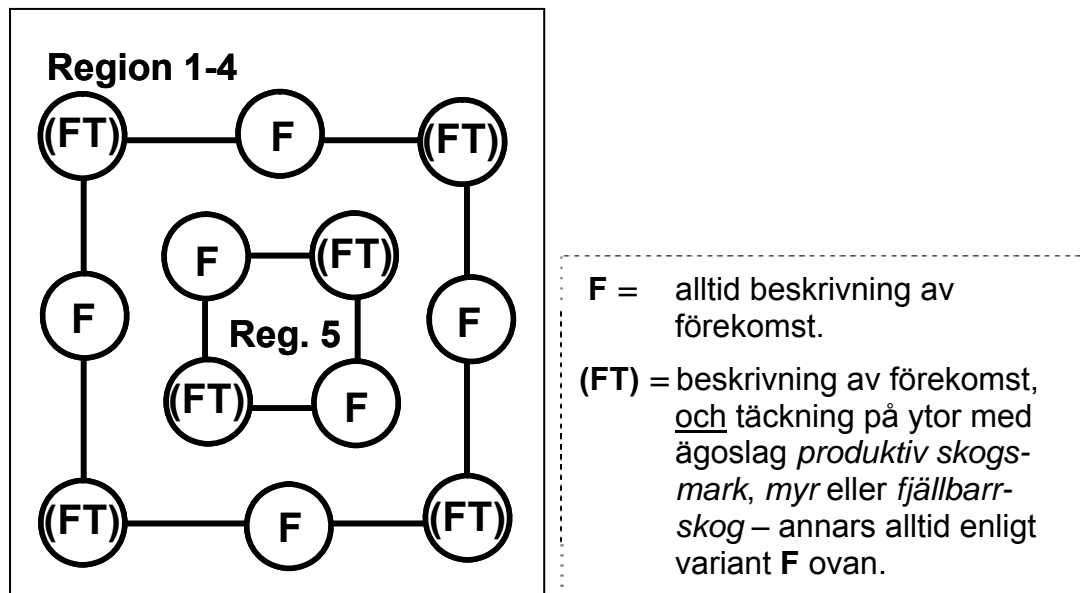 Region 1-4
(FT) F (FT)
F (FT)
F Reg. 5 F
(FT) F
(FT) F (FT)
F = alltid beskrivning av
förekomst.
(FT) = beskrivning av förekomst,
och täckning på ytor med
ägoslag produktiv skogs-
mark, myr eller fjällbarr-
skog – annars alltid enligt
variant F ovan.